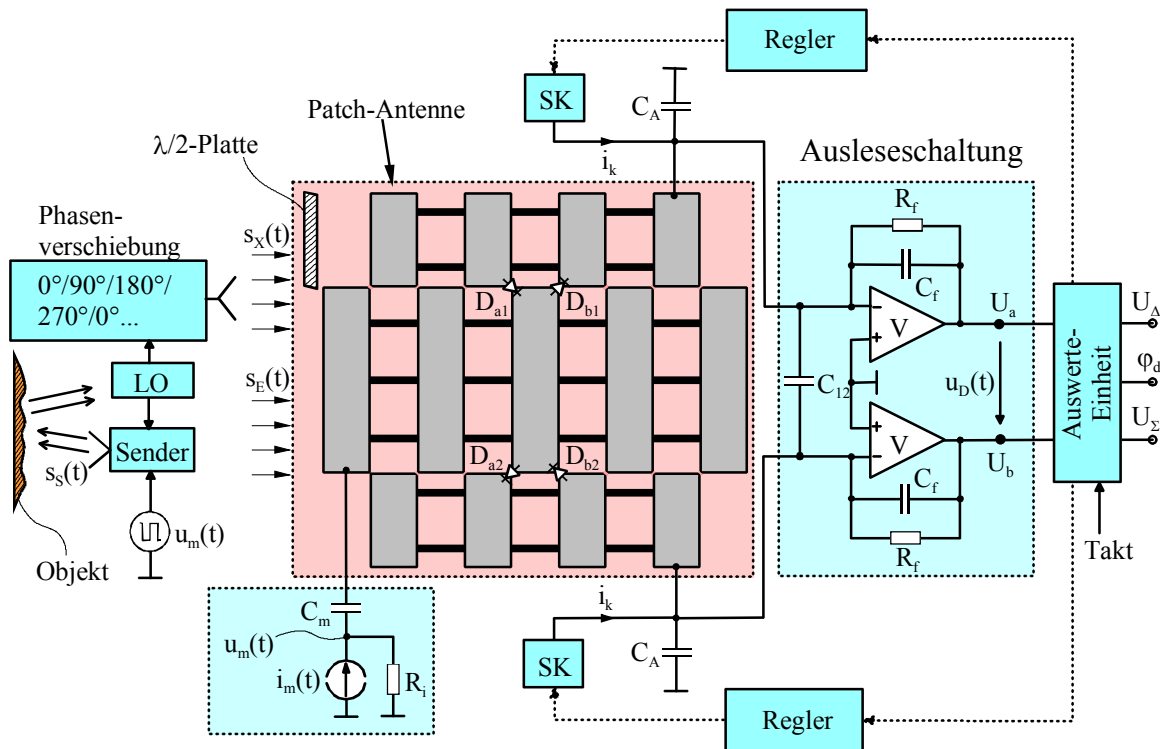 Regler
SK
C_A
i_k
Patch-Antenne
λ/2-Platte
Ausleseschaltung
Phasen-
verschiebung
0°/90°/180°/
270°/0°...
s_X(t)
D_a1
D_b1
R_f
C_f
V
U_a
U_Δ
LO
s_E(t)
C_12
u_D(t)
Auswerte-
Einheit
φ_d
Sender
s_S(t)
D_a2
D_b2
V
U_b
U_Σ
C_f
u_m(t)
R_f
Takt
Objekt
C_m
u_m(t)
i_m(t)
R_i
i_k
SK
C_A
Regler